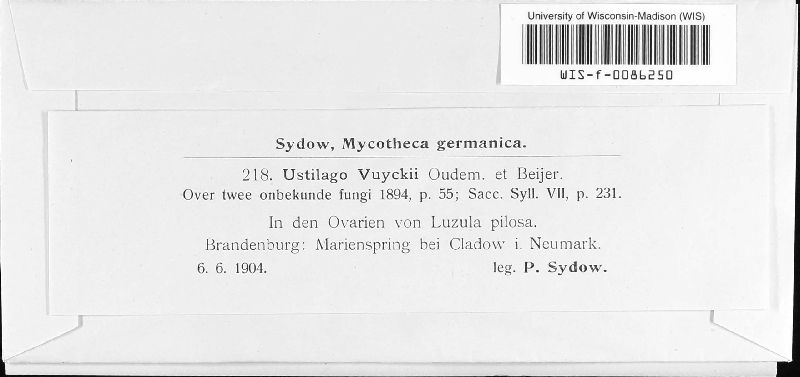 University of Wisconsin-Madison (WIS)
WIS-f-0086250
Sydow, Mycotheca germanica.
218. Ustilago Vuyckii Oudem. et Beijer.
Over twee onbekunde fungi 1894, p. 55; Sacc. Syll. VII, p. 231.
In den Ovarien von Luzula pilosa.
Brandenburg: Marienspring bei Cladow i. Neumark.
6. 6. 1904. leg. P. Sydow.